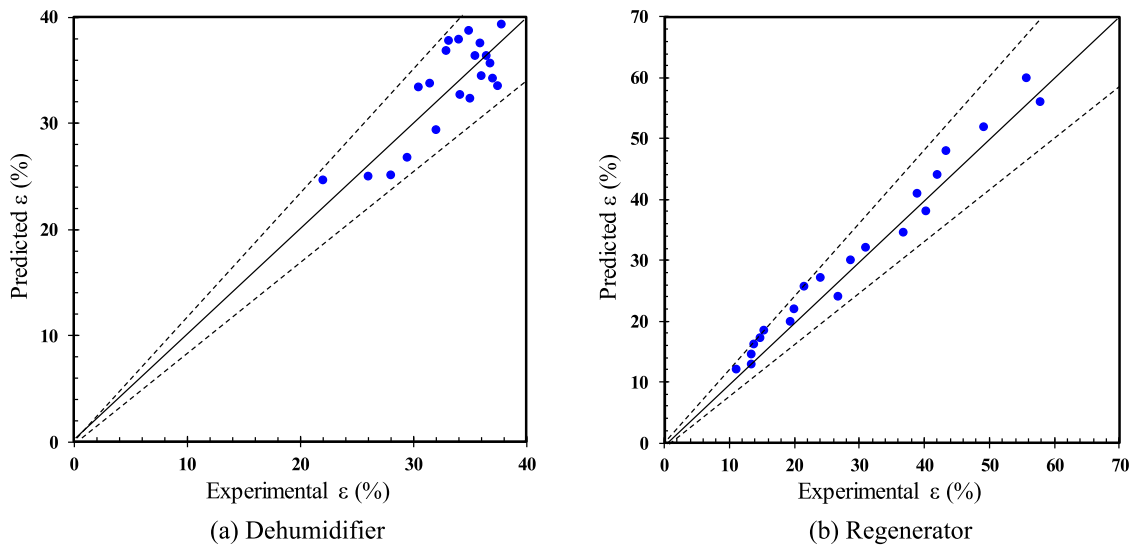 40
30
20
10
0
Predicted ε (%)
0 10 20 30 40
Experimental ε (%)
(a) Dehumidifier
70
60
50
40
30
20
10
0
Predicted ε (%)
0 10 20 30 40 50 60 70
Experimental ε (%)
(b) Regenerator